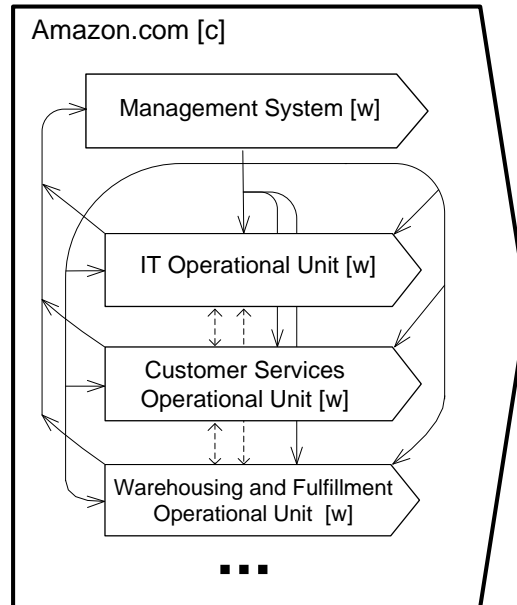 Amazon.com [c]
Management System [w]
IT Operational Unit [w]
Customer Services
Operational Unit [w]
Warehousing and Fulfillment
Operational Unit [w]